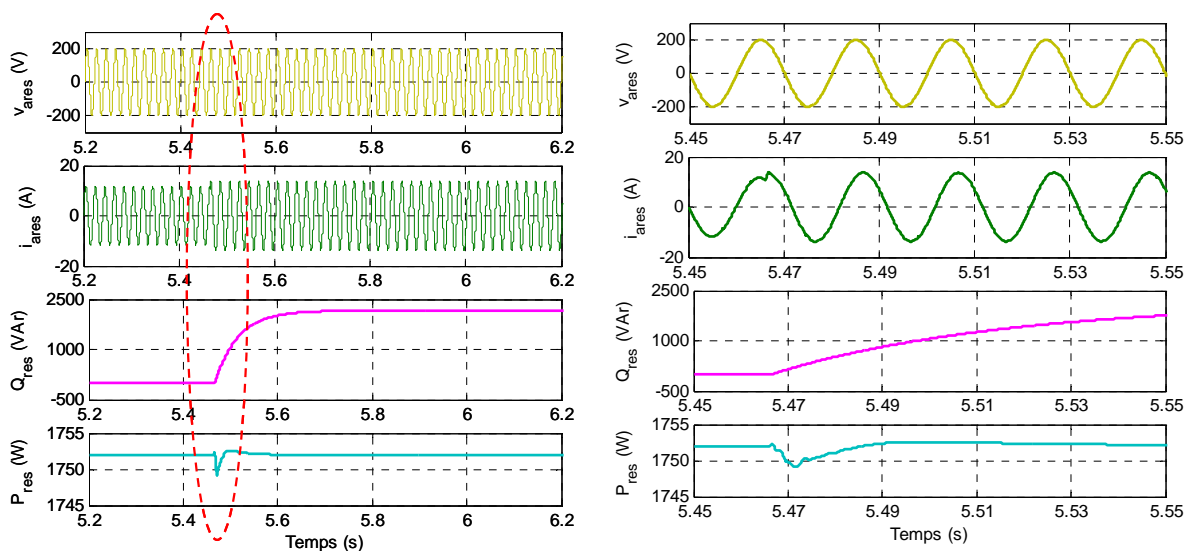 v_ares (V)
200
0
-200
5.2 5.4 5.6 5.8 6 6.2
i_ares (A)
20
0
-20
5.2 5.4 5.6 5.8 6 6.2
Q_res (VAr)
2500
1000
-500
5.2 5.4 5.6 5.8 6 6.2
P_res (W)
1755
1750
1745
5.2 5.4 5.6 5.8 6 6.2
Temps (s)
v_ares (V)
200
0
-200
5.45 5.47 5.49 5.51 5.53 5.55
i_ares (A)
20
0
-20
5.45 5.47 5.49 5.51 5.53 5.55
Q_res (VAr)
2500
1000
-500
5.45 5.47 5.49 5.51 5.53 5.55
P_res (W)
1755
1750
1745
5.45 5.47 5.49 5.51 5.53 5.55
Temps (s)